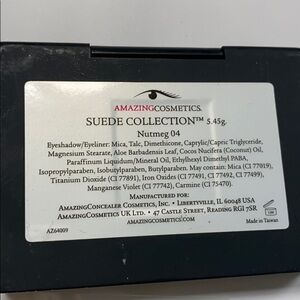 AMAZINGCOSMETICS.
SUEDE COLLECTION™ 5.45g.
Nutmeg 04
Eyeshadow/Eyeliner: Mica, Talc, Dimethicone, Caprylic/Capric Triglyceride,
Magnesium Stearate, Aloe Barbadensis Leaf, Cocos Nucifera (Coconut) Oil,
Paraffinum Liquidum/Mineral Oil, Ethylhexyl Dimethyl PABA,
Isopropylparaben, Isobutylparaben, Butylparaben. May contain: Mica (CI 77019),
Titanium Dioxide (CI 77891), Iron Oxides (CI 77491, CI 77492, CI 77499),
Manganese Violet (CI 77742), Carmine (CI 75470).
MANUFACTURED FOR:
AMAZINGCONCEALER COSMETICS, INC. • LIBERTYVILLE, IL 60048 USA
AMAZINGCOSMETICS UK LTD. • 47 CASTLE STREET, READING RG1 7SR
AMAZINGCOSMETICS.COM
AZ64009
Made in Taiwan